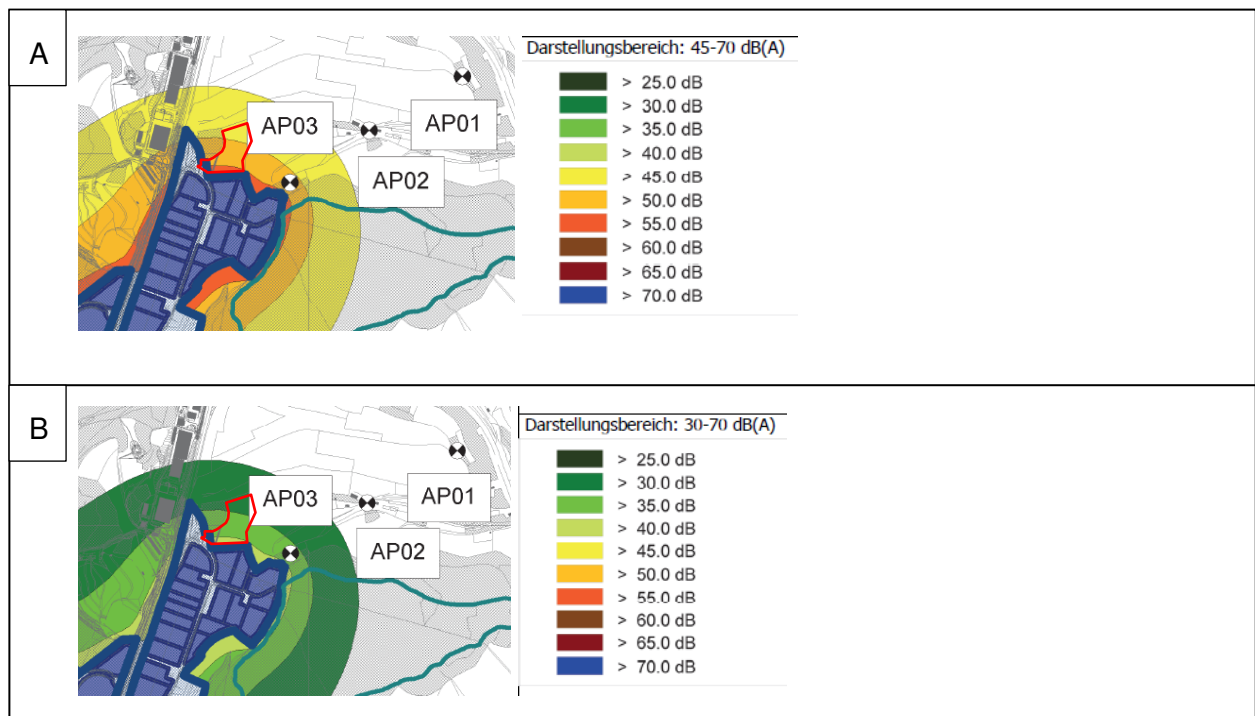 A
AP03
AP01
AP02
Darstellungsbereich: 45-70 dB(A)
> 25.0 dB
> 30.0 dB
> 35.0 dB
> 40.0 dB
> 45.0 dB
> 50.0 dB
> 55.0 dB
> 60.0 dB
> 65.0 dB
> 70.0 dB
B
AP03
AP01
AP02
Darstellungsbereich: 30-70 dB(A)
> 25.0 dB
> 30.0 dB
> 35.0 dB
> 40.0 dB
> 45.0 dB
> 50.0 dB
> 55.0 dB
> 60.0 dB
> 65.0 dB
> 70.0 dB